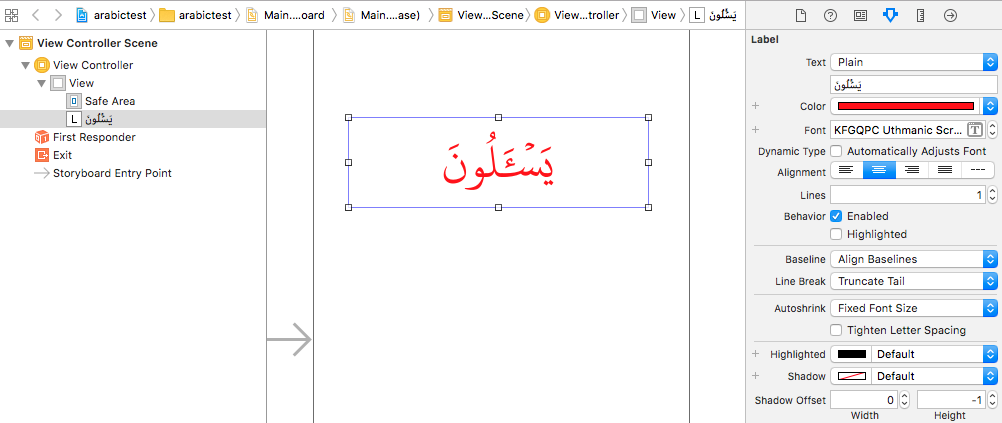 arabictest arabictest Main....oard Main....ase) View...Scene) View...troller View L
View Controller Scene
View Controller
View
Safe Area
L
First Responder
Exit
Storyboard Entry Point
يَسْـَٔلُونَ
Label
Text Plain
Color
Font KFGQPC Uthmanic Scr... T
Dynamic Type Automatically Adjusts Font
Alignment
Lines 1
Behavior Enabled
Highlighted
Baseline Align Baselines
Line Break Truncate Tail
Autoshrink Fixed Font Size
Tighten Letter Spacing
Highlighted Default
Shadow Default
Shadow Offset 0 -1
Width Height